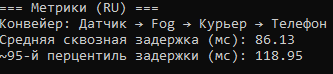 === Метрики (RU) ===
Конвейер: Датчик → Fog → Курьер → Телефон
Средняя сквозная задержка (мс): 86.13
~95-й перцентиль задержки (мс): 118.95